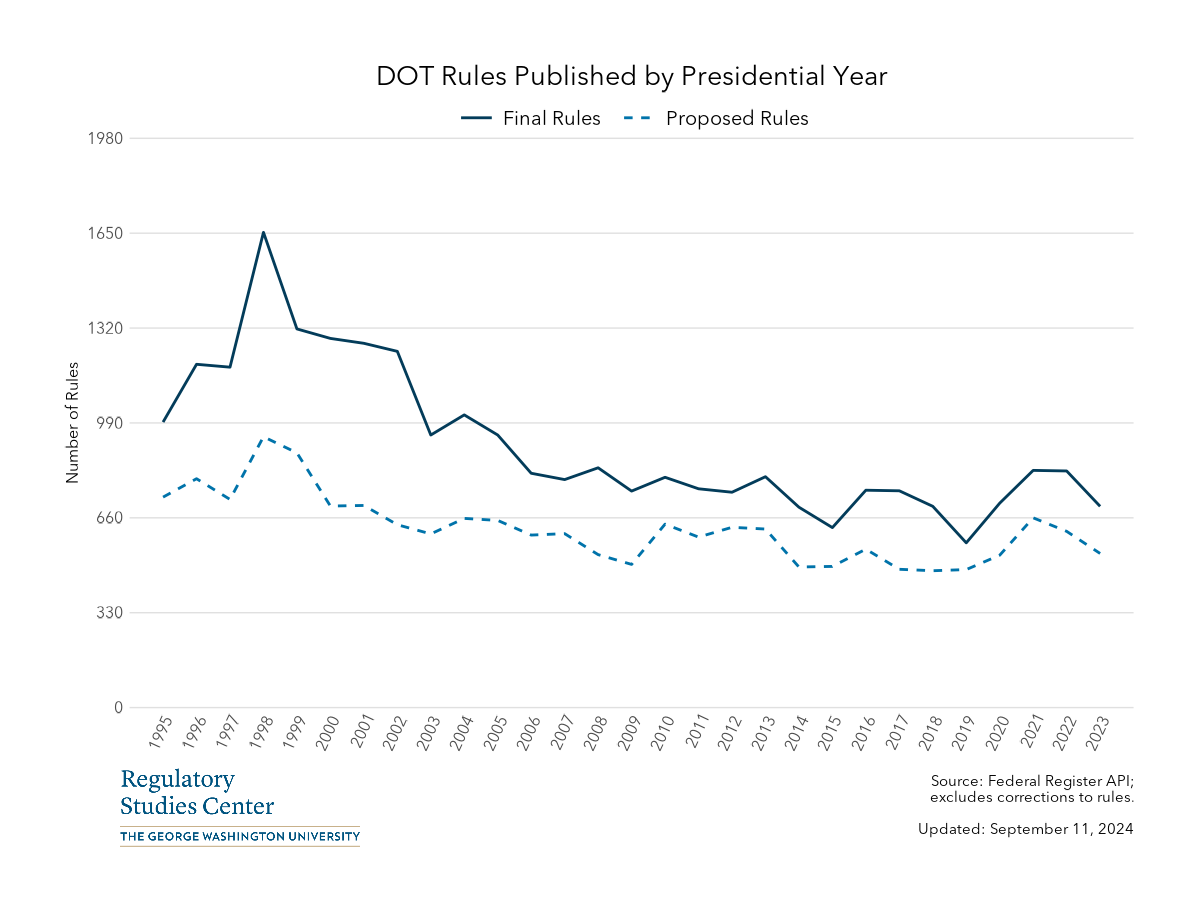 DOT Rules Published by Presidential Year
Final Rules Proposed Rules
1980
1650
1320
990
660
330
0
Number of Rules
1995 1996 1997 1998 1999 2000 2001 2002 2003 2004 2005 2006 2007 2008 2009 2010 2011 2012 2013 2014 2015 2016 2017 2018 2019 2020 2021 2022 2023
Regulatory
Studies Center
THE GEORGE WASHINGTON UNIVERSITY
Source: Federal Register API;
excludes corrections to rules.
Updated: September 11, 2024